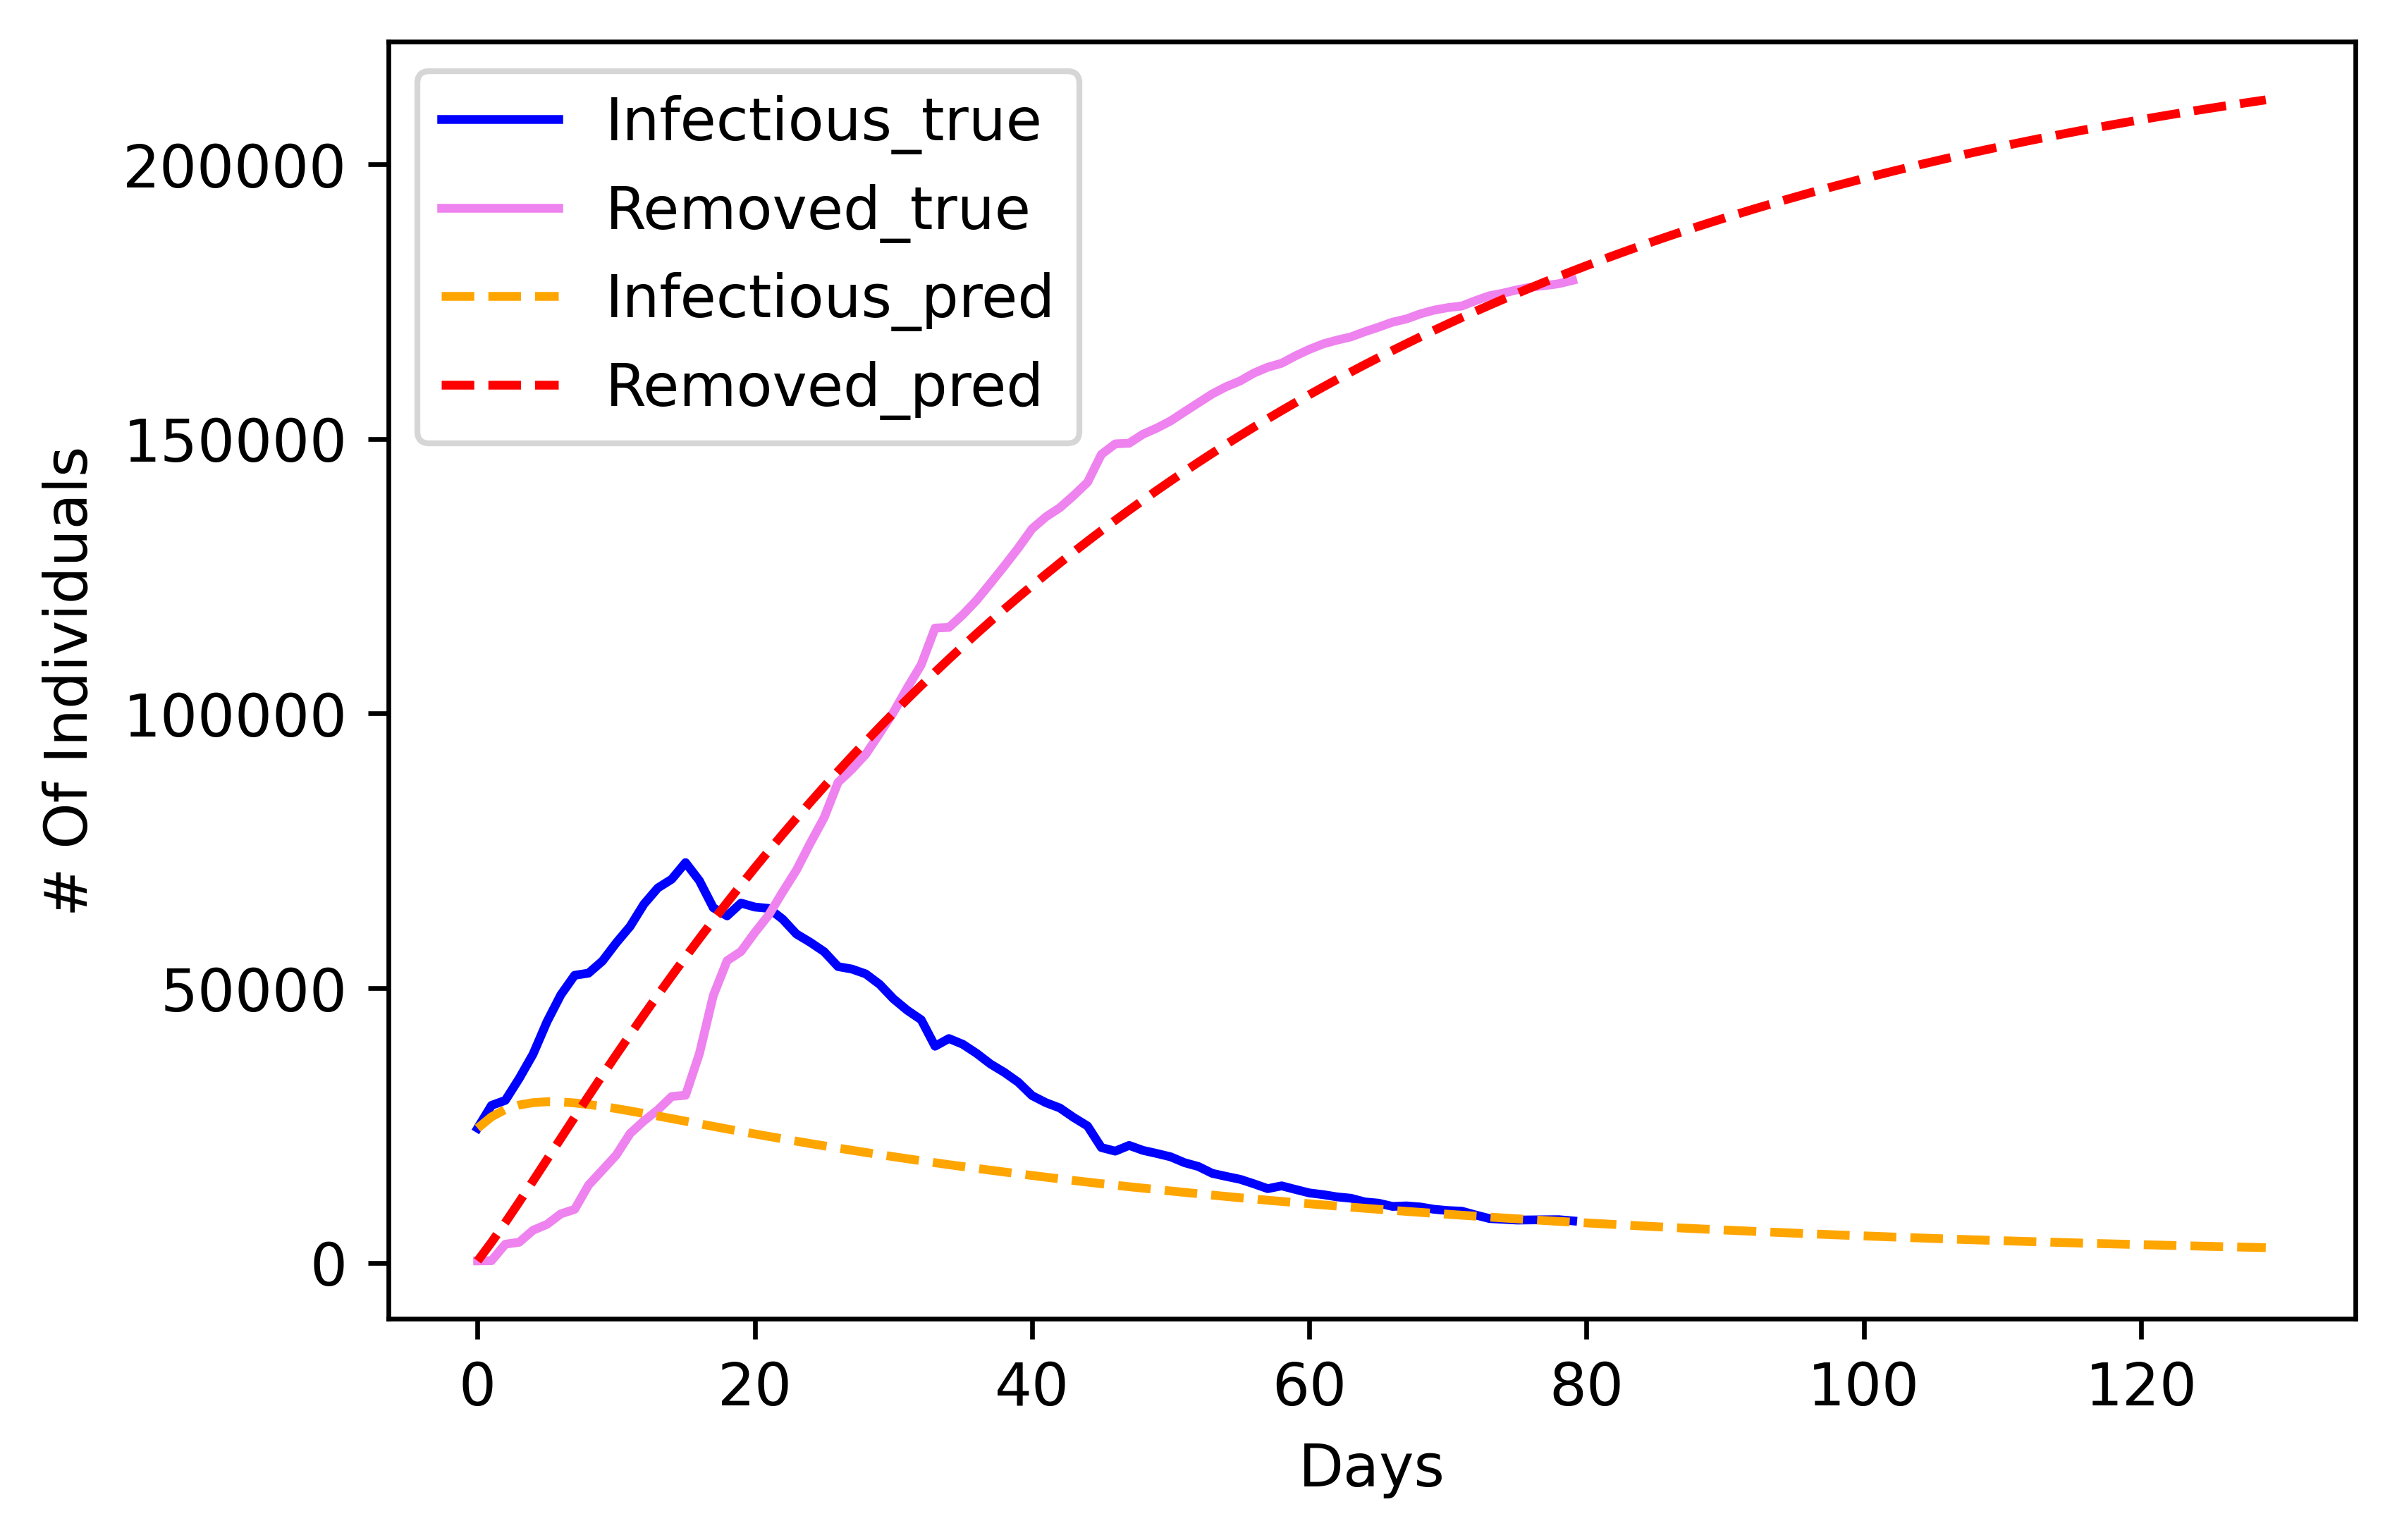 Infectious_true
Removed_true
Infectious_pred
Removed_pred
200000
150000
100000
50000
0
# Of Individuals
0 20 40 60 80 100 120
Days